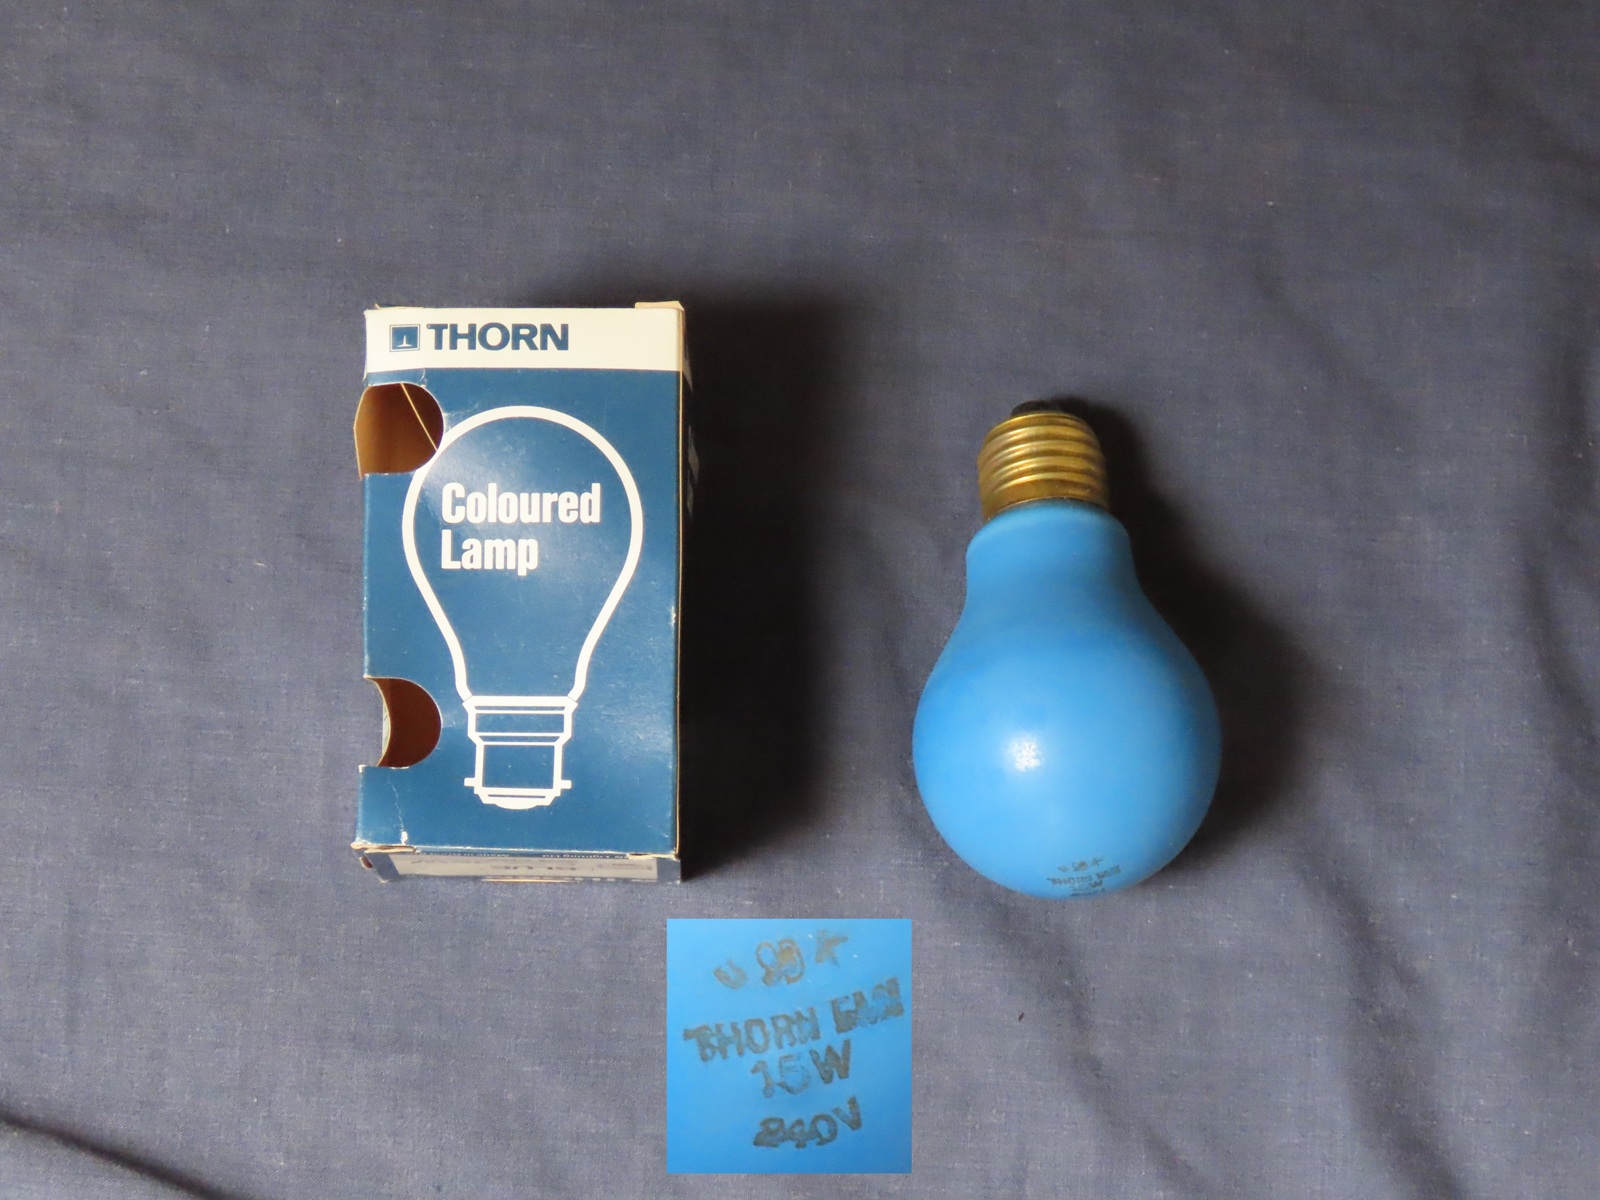 THORN
Coloured
Lamp
THORN EMI
15W
240V